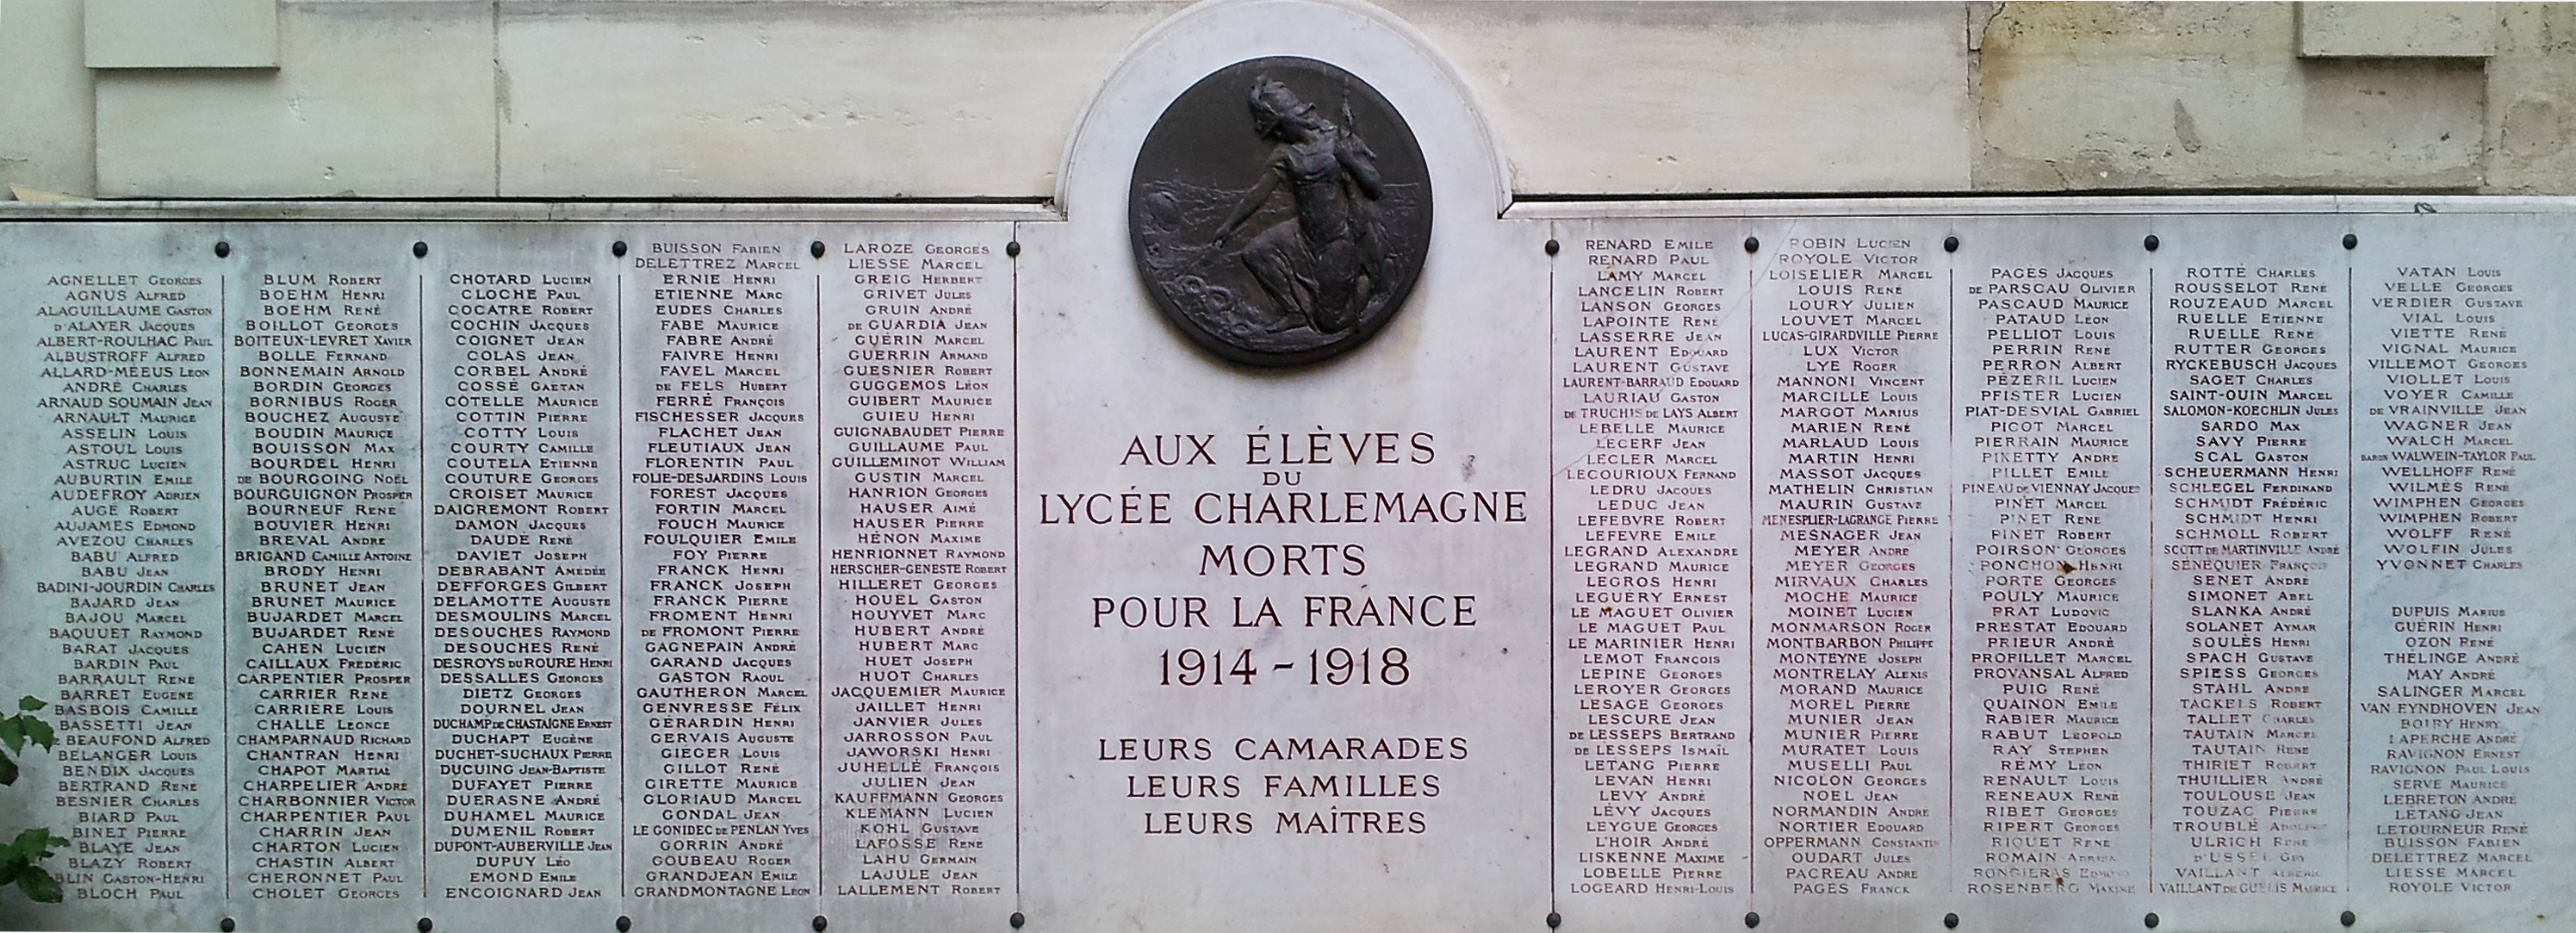 AGNELLET GEORGES
AGNUS ALFRED
ALAGUILLAUME GASTON
D'ALAYER JACQUES
ALBERT-ROULHAC PAUL
ALBUSTROFF ALFRED
ALLARD-MÉEUS LEON
ANDRÉ CHARLES
ARNAUD SOUMAIN JEAN
ARNAULT MAURICE
ASSELIN LOUIS
ASTOUL LOUIS
ASTRUC LUCIEN
AUBURTIN EMILE
AUDEFROY ADRIEN
AUGÉ ROBERT
AUJAMES EDMOND
AVEZOU CHARLES
BABU ALFRED
BABU JEAN
BADINI-JOURDIN CHARLES
BAJARD JEAN
BAJOU MARCEL
BAQUUET RAYMOND
BARAT JACQUES
BARDIN PAUL
BARRAULT RENÉ
BARRET EUGÈNE
BASBOIS CAMILLE
BASSETTI JEAN
BEAUFOND ALFRED
BÉLANGER LOUIS
BENDIX JACQUES
BERTRAND RENÉ
BESNIER CHARLES
BIARD PAUL
BINET PIERRE
BLAYE JEAN
BLAZY ROBERT
BLIN GASTON-HENRI
BLOCH PAUL
BLUM ROBERT
BOEHM HENRI
BOEHM RENÉ
BOILLOT GEORGES
BOITEUX-LEVRET XAVIER
BOLLE FERNAND
BONNEMAIN ARNOLD
BORDIN GEORGES
BORNIBUS ROGER
BOUCHEZ AUGUSTE
BOUDIN MAURICE
BOUISSON MAX
BOURDEL HENRI
DE BOURGOING NOËL
BOURGUIGNON PROSPER
BOURNEUF RENÉ
BOUVIER HENRI
BRÉVAL ANDRÉ
BRIGAND CAMILLE ANTOINE
BRODY HENRI
BRUNET JEAN
BRUNET MAURICE
BUJARDET MARCEL
BUJARDET RENÉ
CAHEN LUCIEN
CAILLAUX FRÉDÉRIC
CARPENTIER PROSPER
CARRIER RENÉ
CARRIÈRE LOUIS
CHALLE LÉONCE
CHAMPARNAUD RICHARD
CHANTRAN HENRI
CHAPOT MARTIAL
CHARPELIER ANDRÉ
CHARBONNIER VICTOR
CHARPENTIER PAUL
CHARRIN JEAN
CHARTON LUCIEN
CHASTIN ALBERT
CHERONNET PAUL
CHOLET GEORGES
CHOTARD LUCIEN
CLOCHE PAUL
COCATRE ROBERT
COCHIN JACQUES
COIGNET JEAN
COLAS JEAN
CORBEL ANDRÉ
COSSÉ GAETAN
COTELLE MAURICE
COTTIN PIERRE
COTTY LOUIS
COURTY CAMILLE
COUTELA ETIENNE
COUTURE GEORGES
CROISET MAURICE
DAIGREMONT ROBERT
DAMON JACQUES
DAUDÉ RENÉ
DAVIET JOSEPH
DEBRABANT AMEDÉE
DEFFORGES GILBERT
DELAMOTTE AUGUSTE
DESMOULINS MARCEL
DESOUCHES RAYMOND
DESOUCHES RENÉ
DESROYS DU ROURE HENRI
DESSALLES GEORGES
DIETZ GEORGES
DOURNEL JEAN
DUCHAMP DE CHASTAIGNE ERNEST
DUCHAPT EUGÈNE
DUCHET-SUCHAUX PIERRE
DUCUING JEAN-BAPTISTE
DUFAYET PIERRE
DUFRASNE ANDRÉ
DUHAMEL MAURICE
DUMENIL ROBERT
DUPONT-AUBERVILLE JEAN
DUPUY LÉO
EMOND EMILE
ENCOIGNARD JEAN
BUISSON FABIEN
DELETTREZ MARCEL
ERNIE HENRI
ETIENNE MARC
EUDES CHARLES
FABE MAURICE
FABRE ANDRÉ
FAIVRE HENRI
FAVEL MARCEL
DE FELS HUBERT
FERRÉ FRANÇOIS
FISCHESSER JACQUES
FLACHET JEAN
FLEUTIAUX JEAN
FLORENTIN PAUL
FOLIE-DESJARDINS LOUIS
FOREST JACQUES
FORTIN MARCEL
FOUCH MAURICE
FOULQUIER EMILE
FOY PIERRE
FRANCK HENRI
FRANCK JOSEPH
FRANCK PIERRE
FROMENT HENRI
DE FROMONT PIERRE
GAGNEPAIN ANDRÉ
GARAND JACQUES
GASTON RAOUL
GAUTHERON MARCEL
GENVRESSE FÉLIX
GÉRARDIN HENRI
GERVAIS AUGUSTE
GIÉGER LOUIS
GILLOT RENÉ
GIRETTE MAURICE
GLORIAUD MARCEL
GONDAL JEAN
LE GONIDEC DE PENLAN YVES
GORRIN ANDRÉ
GOUBEAU ROGER
GRANDJEAN EMILE
GRANDMONTAGNE LÉON
LAROZE GEORGES
LIESSE MARCEL
GREIG HERBERT
GRIVET JULES
GRUIN ANDRÉ
DE GUARDIA JEAN
GUÉRIN MARCEL
GUERRIN ARMAND
GUESNIER ROBERT
GUGGEMOS LÉON
GUIBERT MAURICE
GUIEU HENRI
GUIGNABAUDET PIERRE
GUILLAUME PAUL
GUILLEMINOT WILLIAM
GUSTIN MARCEL
HANRION GEORGES
HAUSER AIMÉ
HAUSER PIERRE
HÉNON MAXIME
HENRIONNET RAYMOND
HERSCHER-GENESTE ROBERT
HILLERET GEORGES
HOUEL GASTON
HOUYVET MARC
HUBERT ANDRÉ
HUBERT MARC
HUET JOSEPH
HUOT CHARLES
JACQUEMIER MAURICE
JAILLET HENRI
JANVIER JULES
JARROSSON PAUL
JAWORSKI HENRI
JUHELLÉ FRANÇOIS
JULIEN JEAN
KAUFFMANN GEORGES
KLEMANN LUCIEN
KOHL GUSTAVE
LAFOSSE RENÉ
LAHU GERMAIN
LAJULE JEAN
LALLEMENT ROBERT
AUX ÉLÈVES
DU
LYCÉE CHARLEMAGNE
MORTS
POUR LA FRANCE
1914 - 1918
LEURS CAMARADES
LEURS FAMILLES
LEURS MAÎTRES
RENARD EMILE
RENARD PAUL
LAMY MARCEL
LANCELIN ROBERT
LANSON GEORGES
LAPOINTE RENÉ
LASSERRE JEAN
LAURENT EDOUARD
LAURENT GUSTAVE
LAURENT-BARRAUD EDOUARD
LAURIAU GASTON
DE TRUCHIS DE LAYS ALBERT
LEBELLE MAURICE
LECERF JEAN
LECLER MARCEL
LECOURIOUX FERNAND
LEDRU JACQUES
LEDUC JEAN
LEFEBVRE ROBERT
LEFEVRE EMILE
LEGRAND ALEXANDRE
LEGRAND MAURICE
LEGROS HENRI
LEGUÉRY ERNEST
LE MAGUET OLIVIER
LE MAGUET PAUL
LE MARINIER HENRI
LEMOT FRANÇOIS
LEPINE GEORGES
LEROYER GEORGES
LESAGE GEORGES
LESCURE JEAN
DE LESSEPS BERTRAND
DE LESSEPS ISMAÏL
LETANG PIERRE
LEVAN HENRI
LEVY ANDRÉ
LÉVY JACQUES
LEYGUE GEORGES
L'HOIR ANDRÉ
LISKENNE MAXIME
LOBELLE PIERRE
LOGEARD HENRI-LOUIS
ROBIN LUCIEN
ROYOLE VICTOR
LOISELIER MARCEL
LOUIS RENÉ
LOURY JULIEN
LOUVET MARCEL
LUCAS-GIRARDVILLE PIERRE
LUX VICTOR
LYE ROGER
MANNONI VINCENT
MARCILLE LOUIS
MARGOT MARIUS
MARIEN RENÉ
MARLAUD LOUIS
MARTIN HENRI
MASSOT JACQUES
MATHELIN CHRISTIAN
MAURIN GUSTAVE
MENESPLIER-LAGRANGE PIERRE
MESNAGER JEAN
MEYER ANDRÉ
MEYER GEORGES
MIRVAUX CHARLES
MOCHE MAURICE
MOINET LUCIEN
MONMARSON ROGER
MONTBARBON PHILIPPE
MONTEYNE JOSEPH
MONTRELAY ALEXIS
MORAND MAURICE
MOREL PIERRE
MUNIER JEAN
MUNIER PIERRE
MURATET LOUIS
MUSELLI PAUL
NICOLON GEORGES
NOEL JEAN
NORMANDIN ANDRÉ
NORTIER EDOUARD
OPPERMANN CONSTANTIN
OUDART JULES
PACREAU ANDRÉ
PAGÈS FRANCK
PAGÈS JACQUES
DE PARSCAU OLIVIER
PASCAUD MAURICE
PATAUD LÉON
PELLIOT LOUIS
PERRIN RENÉ
PERRON ALBERT
PÉZERIL LUCIEN
PFISTER LUCIEN
PIAT-DESVIAL GABRIEL
PICOT MARCEL
PIERRAIN MAURICE
PIKETTY ANDRÉ
PILLET EMILE
PINEAU DE VIENNAY JACQUES
PINET MARCEL
PINET RENÉ
PINET ROBERT
POIRSON GEORGES
PONCHON HENRI
PORTE GEORGES
POULY MAURICE
PRAT LUDOVIC
PRESTAT EDOUARD
PRIEUR ANDRÉ
PROFILLET MARCEL
PROVANSAL ALFRED
PUIG RENÉ
QUAINON EMILE
RABIER MAURICE
RABUT LÉOPOLD
RAY STEPHEN
RÉMY LÉON
RENAULT LOUIS
RENEAUX RENÉ
RIBET GEORGES
RIPERT GEORGES
RIQUET RENÉ
ROMAIN ADRIEN
RONGIERAS EDMOND
ROSENBERG MAXIME
ROTTÉ CHARLES
ROUSSELOT RENÉ
ROUZEAUD MARCEL
RUELLE ETIENNE
RUELLE RENÉ
RUTTER GEORGES
RYCKEBUSCH JACQUES
SAGET CHARLES
SAINT-OUIN MARCEL
SALOMON-KOECHLIN JULES
SARDO MAX
SAVY PIERRE
SCAL GASTON
SCHEUERMANN HENRI
SCHLEGEL FERDINAND
SCHMIDT FRÉDÉRIC
SCHMIDT HENRI
SCHMOLL ROBERT
SCOTT DE MARTINVILLE ANDRÉ
SÉNÉQUIER FRANÇOIS
SENET ANDRÉ
SIMONET ABEL
SLANKA ANDRÉ
SOLANET AYMAR
SOULÈS HENRI
SPACH GUSTAVE
SPIESS GEORGES
STAHL ANDRÉ
TACKELS ROBERT
TALLET CHARLES
TAUTAIN MARCEL
TAUTAIN RENÉ
THIRIET ROBERT
THUILLIER ANDRÉ
TOULOUSE JEAN
TOUZAC PIERRE
TROUBLÉ ADOLPHE
ULRICH RENÉ
D'USSEL GUY
VAILLANT ALBÉRIC
VAILLANT DE GUÉLIS MAURICE
VATAN LOUIS
VELLE GEORGES
VERDIER GUSTAVE
VIAL LOUIS
VIETTE RENÉ
VIGNAL MAURICE
VILLEMOT GEORGES
VIOLLET LOUIS
VOYER CAMILLE
DE VRAINVILLE JEAN
WAGNER JEAN
WALCH MARCEL
BARON WALWEIN-TAYLOR PAUL
WELLHOFF RENÉ
WILMÈS RENÉ
WIMPHEN GEORGES
WIMPHEN ROBERT
WOLFF RENÉ
WOLFIN JULES
YVONNET CHARLES
DUPUIS MARIUS
GUÉRIN HENRI
OZON RENÉ
THELINGE ANDRÉ
MAY ANDRÉ
SALINGER MARCEL
VAN EYNDHOVEN JEAN
BOIRY HENRY
LAPERCHE ANDRÉ
RAVIGNON ERNEST
RAVIGNON PAUL LOUIS
SERVE MAURICE
LEBRETON ANDRÉ
LETANG JEAN
LETOURNEUR RENÉ
BUISSON FABIEN
DELETTREZ MARCEL
LIESSE MARCEL
ROYOLE VICTOR